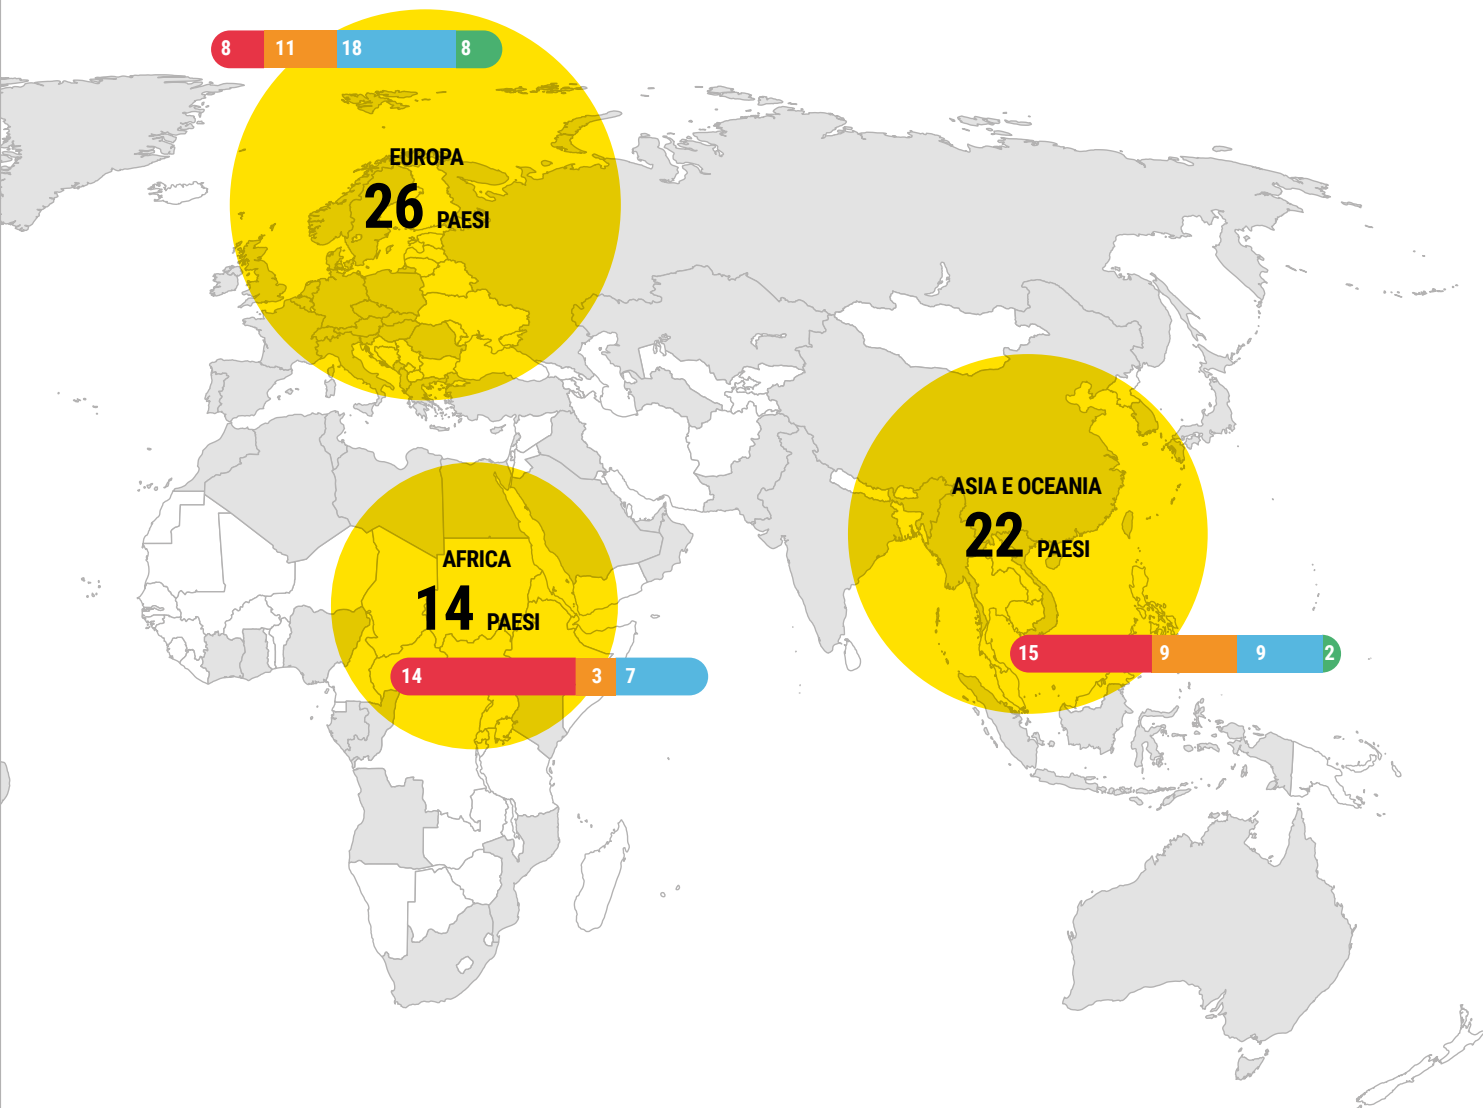 8 11 18 8
EUROPA
26 PAESI
ASIA E OCEANIA
22 PAESI
AFRICA
14 PAESI
15 9 9 2
14 3 7